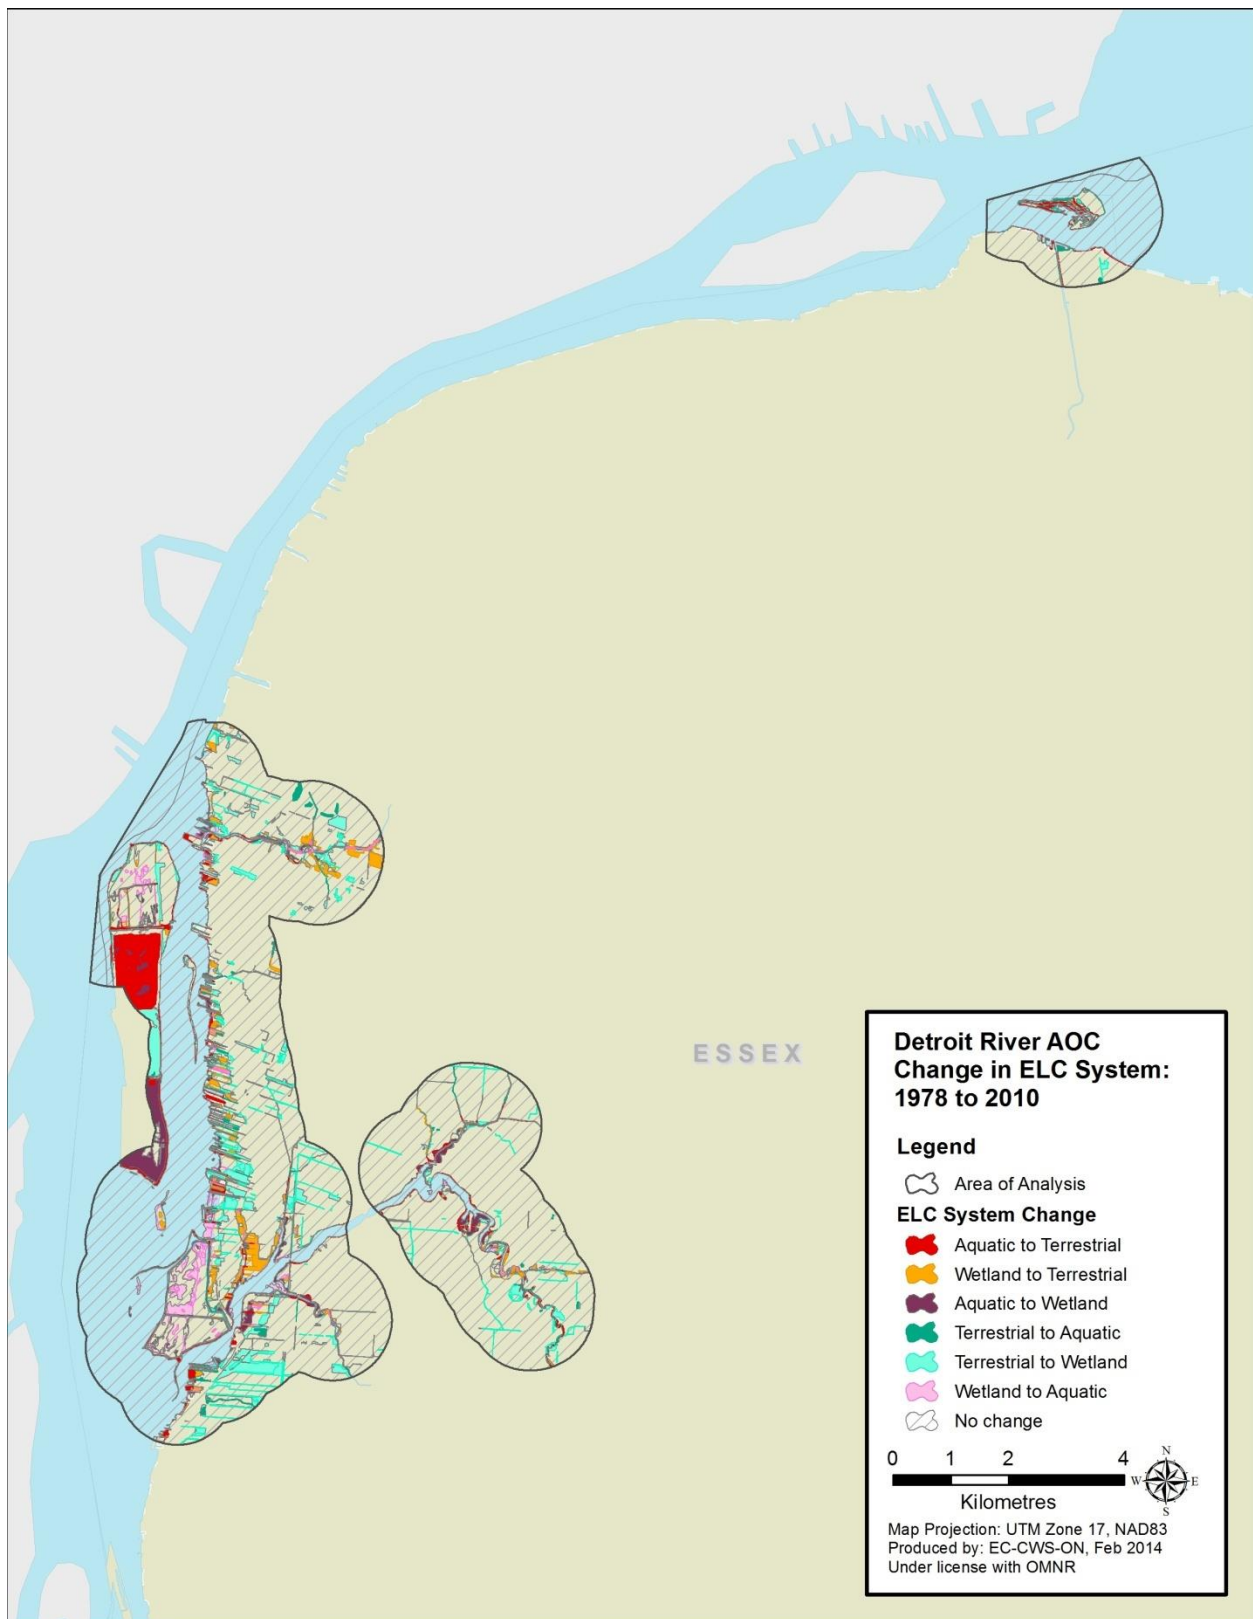 ESSEX
Detroit River AOC
Change in ELC System:
1978 to 2010
Legend
Area of Analysis
ELC System Change
Aquatic to Terrestrial
Wetland to Terrestrial
Aquatic to Wetland
Terrestrial to Aquatic
Terrestrial to Wetland
Wetland to Aquatic
No change
0 1 2 4
Kilometres
N
W E
S
Map Projection: UTM Zone 17, NAD83
Produced by: EC-CWS-ON, Feb 2014
Under license with OMNR